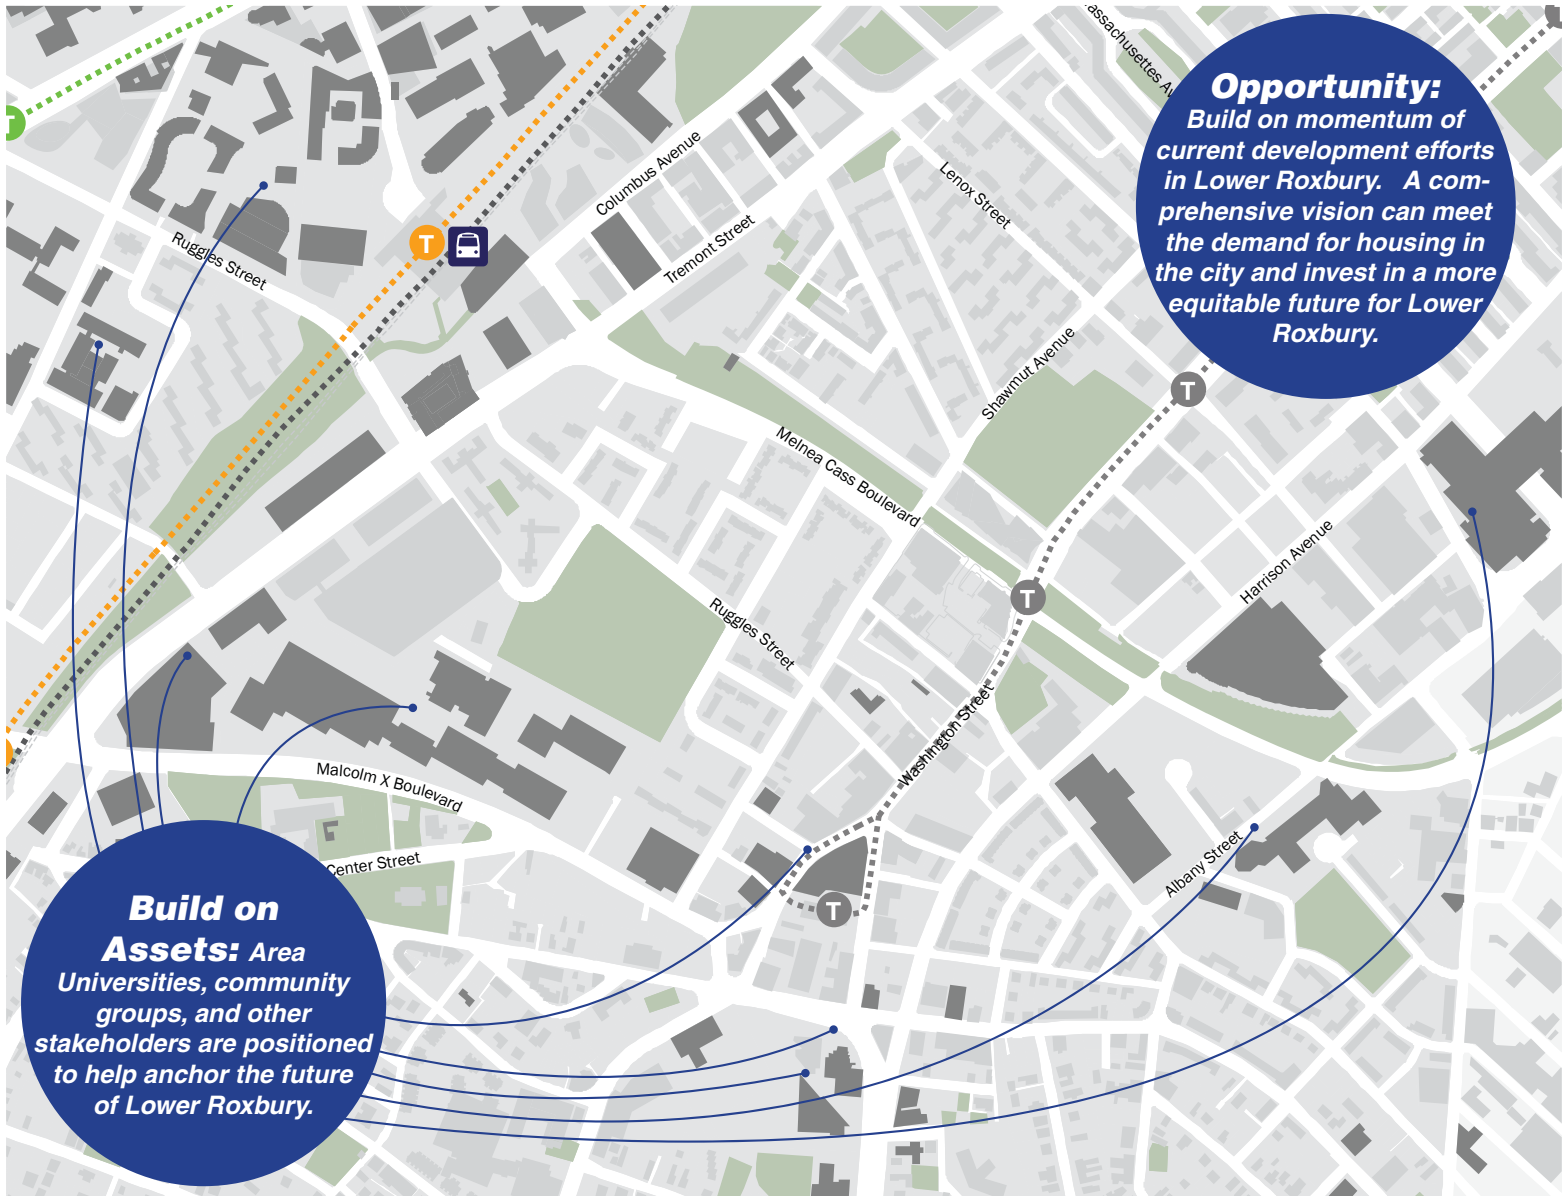 Massachusetts Av
Opportunity:
Build on momentum of
current development efforts
in Lower Roxbury. A com-
prehensive vision can meet
the demand for housing in
the city and invest in a more
equitable future for Lower
Roxbury.
T
Columbus Avenue
Lenox Street
Tremont Street
T
Ruggles Street
Shawmut Avenue
T
Melnea Cass Boulevard
Harrison Avenue
T
Ruggles Street
Washington Street
Malcolm X Boulevard
Center Street
Albany Street
T
Build on
Assets: Area
Universities, community
groups, and other
stakeholders are positioned
to help anchor the future
of Lower Roxbury.